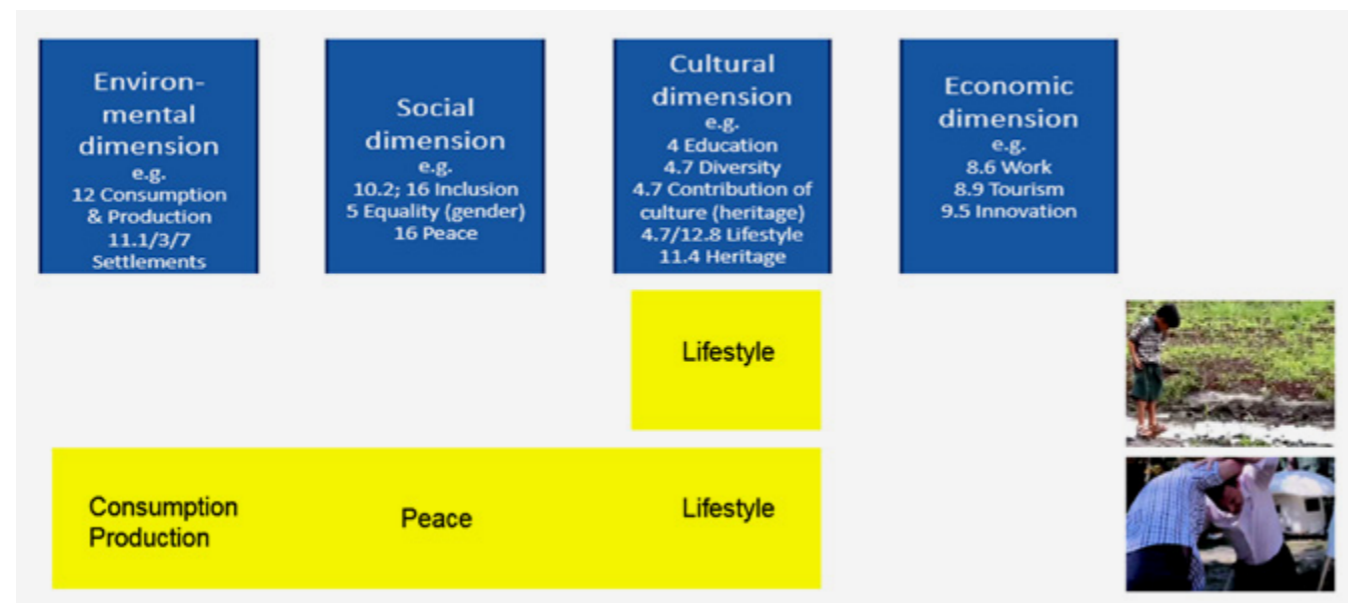 Environ-
mental
dimension
e.g.
12 Consumption
& Production
11.1/3/7
Settlements
Social
dimension
e.g.
10.2; 16 Inclusion
5 Equality (gender)
16 Peace
Cultural
dimension
e.g.
4 Education
4.7 Diversity
4.7 Contribution of
culture (heritage)
4.7/12.8 Lifestyle
11.4 Heritage
Economic
dimension
e.g.
8.6 Work
8.9 Tourism
9.5 Innovation
Lifestyle
Consumption
Production
Peace
Lifestyle